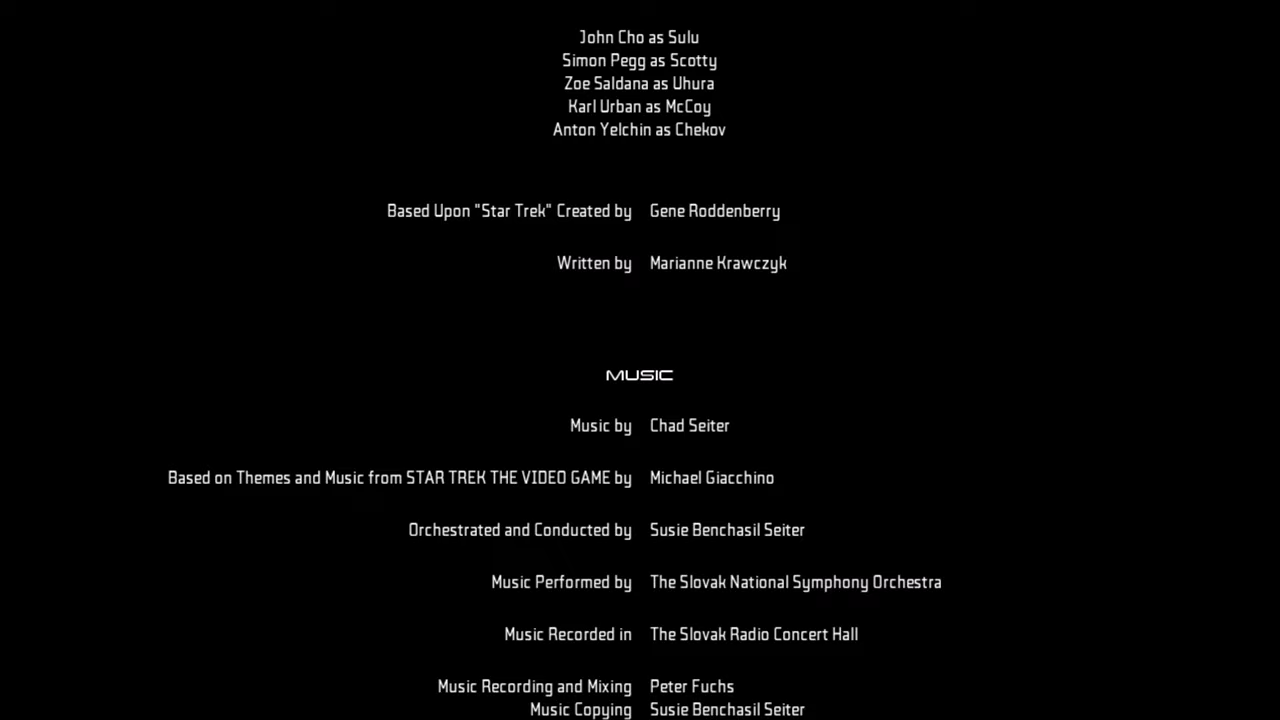 John Cho as Sulu
Simon Pegg as Scotty
Zoe Saldana as Uhura
Karl Urban as McCoy
Anton Yelchin as Chekov
Based Upon "Star Trek" Created by Gene Roddenberry
Written by Marianne Krawczyk
MUSIC
Music by Chad Seiter
Based on Themes and Music from STAR TREK THE VIDEO GAME by Michael Giacchino
Orchestrated and Conducted by Susie Benchasil Seiter
Music Performed by The Slovak National Symphony Orchestra
Music Recorded in The Slovak Radio Concert Hall
Music Recording and Mixing Peter Fuchs
Music Copying Susie Benchasil Seiter